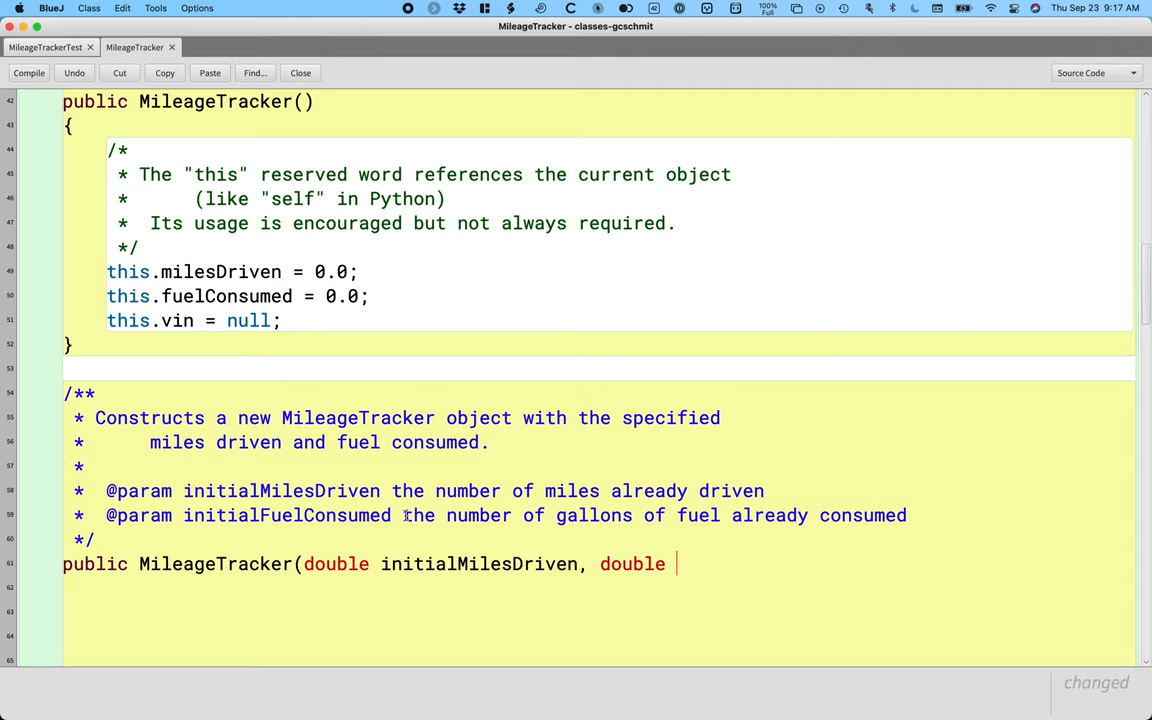 BlueJ Class Edit Tools Options 100% Full Thu Sep 23 9:17 AM
MileageTracker - classes-gcschmit
MileageTrackerTest MileageTracker
Compile Undo Cut Copy Paste Find... Close Source Code
42 public MileageTracker()
43 {
44 /*
45 * The "this" reserved word references the current object
46 * (like "self" in Python)
47 * Its usage is encouraged but not always required.
48 */
49 this.milesDriven = 0.0;
50 this.fuelConsumed = 0.0;
51 this.vin = null;
52 }
53
54 /**
55 * Constructs a new MileageTracker object with the specified
56 * miles driven and fuel consumed.
57 *
58 * @param initialMilesDriven the number of miles already driven
59 * @param initialFuelConsumed the number of gallons of fuel already consumed
60 */
61 public MileageTracker(double initialMilesDriven, double
62
63
64
65
changed